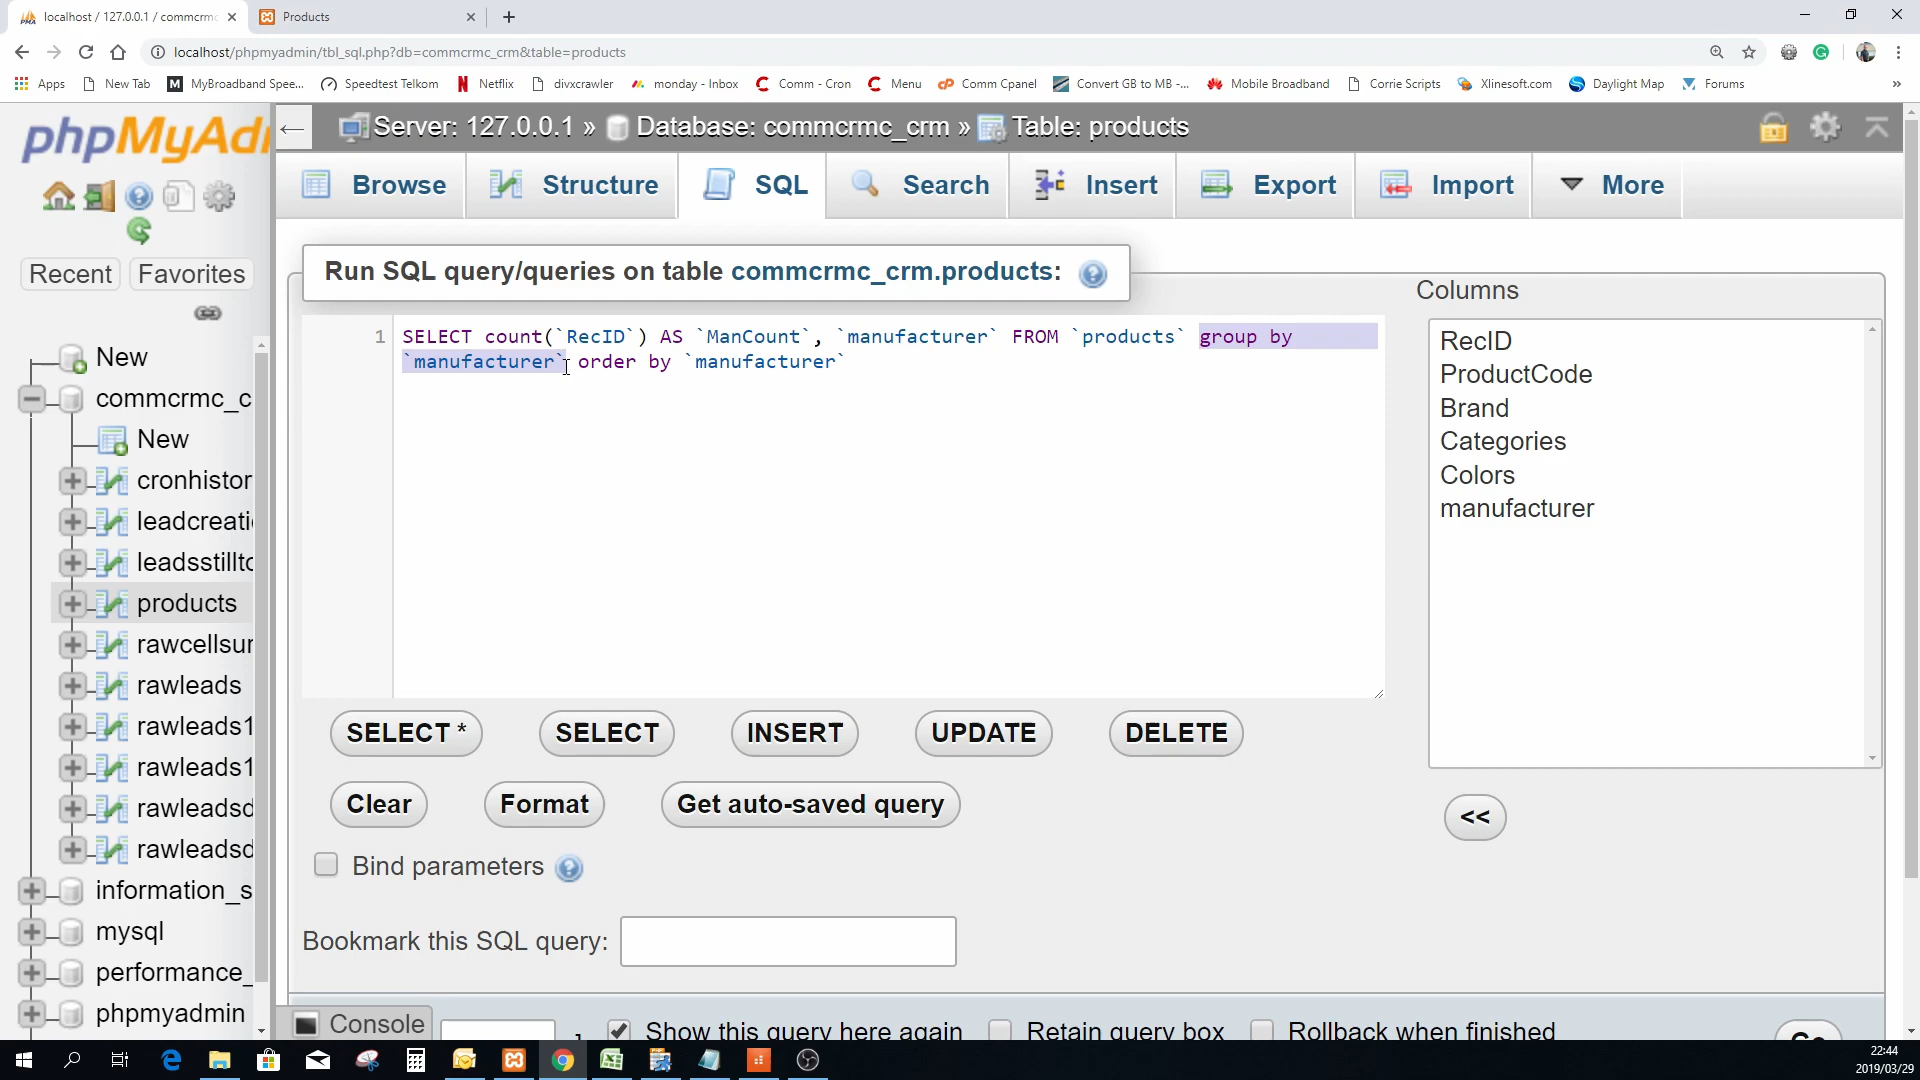 localhost / 127.0.0.1 / commcrmc
Products
localhost/phpmyadmin/tbl_sql.php?db=commcrmc_crm&table=products
Apps
New Tab
MyBroadband Spee...
Speedtest Telkom
Netflix
divxcrawler
monday - Inbox
Comm - Cron
Menu
Comm Cpanel
Convert GB to MB -...
Mobile Broadband
Corrie Scripts
Xlinesoft.com
Daylight Map
Forums
»
phpMyAd
Server: 127.0.0.1 » Database: commcrmc_crm » Table: products
Browse
Structure
SQL
Search
Insert
Export
Import
More
Recent
Favorites
New
commcrmc_c
New
cronhistor
leadcreati
leadsstillto
products
rawcellsur
rawleads
rawleads1
rawleads1
rawleadsd
rawleadsd
information_s
mysql
performance_
phpmyadmin
Run SQL query/queries on table commcrmc_crm.products:
1
SELECT count(`RecID`) AS `ManCount`, `manufacturer` FROM `products` group by
`manufacturer` order by `manufacturer`
Columns
RecID
ProductCode
Brand
Categories
Colors
manufacturer
SELECT *
SELECT
INSERT
UPDATE
DELETE
Clear
Format
Get auto-saved query
<<
Bind parameters
Bookmark this SQL query:
Console
Show this query here again
Retain query box
Rollback when finished
22:44
2019/03/29